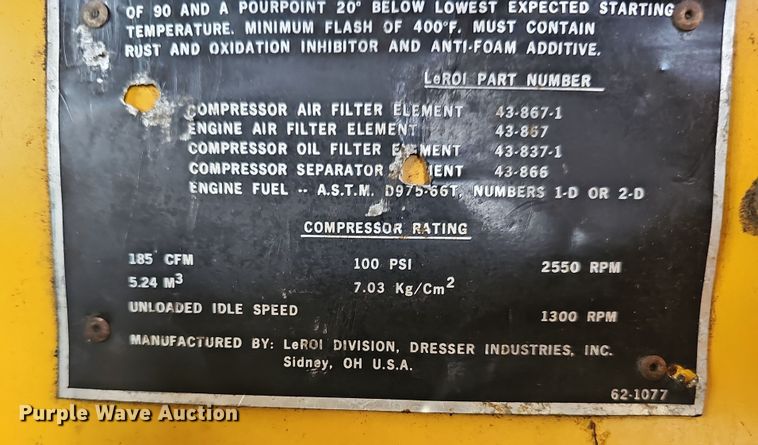 OF 90 AND A POURPOINT 20° BELOW LOWEST EXPECTED STARTING
TEMPERATURE. MINIMUM FLASH OF 400°F. MUST CONTAIN
RUST AND OXIDATION INHIBITOR AND ANTI-FOAM ADDITIVE.
LeROI PART NUMBER
COMPRESSOR AIR FILTER ELEMENT 43-867-1
ENGINE AIR FILTER ELEMENT 43-867
COMPRESSOR OIL FILTER ELEMENT 43-837-1
COMPRESSOR SEPARATOR ELEMENT 43-866
ENGINE FUEL -- A.S.T.M. D975-66T, NUMBERS 1-D OR 2-D
COMPRESSOR RATING
185 CFM 100 PSI 2550 RPM
5.24 M3 7.03 Kg/Cm2
UNLOADED IDLE SPEED 1300 RPM
MANUFACTURED BY: LeROI DIVISION, DRESSER INDUSTRIES, INC.
Sidney, OH U.S.A.
62-1077
Purple Wave Auction